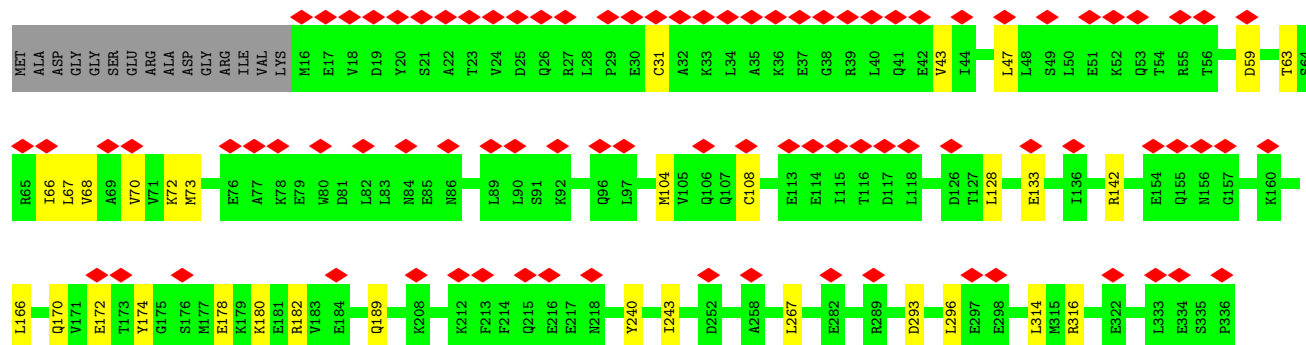 MET ALA ASP GLY GLY SER GLU ARG ALA ASP GLY ARG ILE VAL LYS M16 E17 V18 D19 Y20 S21 A22 T23 V24 D25 Q26 R27 L28 P29 E30 C31 A32 K33 L34 A35 K36 E37 G38 R39 L40 Q41 E42 V43 I44 L47 L48 S49 L50 E51 K52 Q53 T54 R55 T56 D59 T63 S64
R65 I66 L67 V68 A69 V70 V71 K72 M73 E76 A77 K78 E79 W80 D81 L82 L83 N84 E85 N86 L89 L90 S91 K92 Q96 L97 M104 V105 Q106 Q107 C108 E113 E114 I115 T116 D117 L118 D126 T127 L128 E133 I136 R142 E154 Q155 N156 G157 K160
L166 Q170 V171 E172 T173 Y174 G175 S176 M177 E178 K179 K180 E181 R182 V183 E184 Q189 K208 K212 F213 F214 Q215 E216 E217 N218 Y240 I243 D252 A258 L267 E282 R289 D293 L296 E297 E298 L314 M315 R316 E322 L333 E334 S335 P336